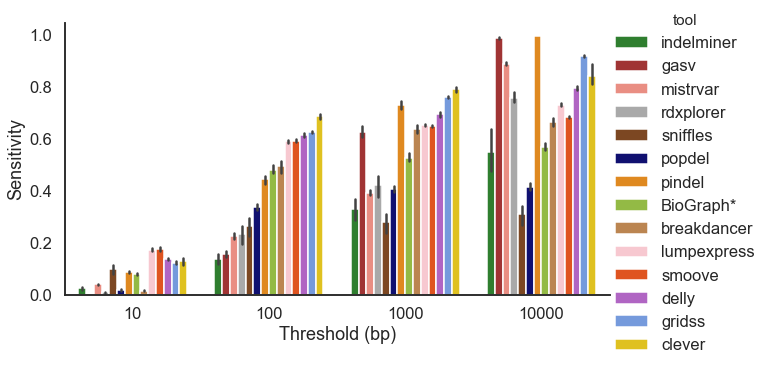 1.0
0.8
0.6
0.4
0.2
0.0
Sensitivity
10
100
1000
10000
Threshold (bp)
tool
indelminer
gasv
mistrvar
rdxplorer
sniffles
popdel
pindel
BioGraph*
breakdancer
lumpexpress
smoove
delly
gridss
clever